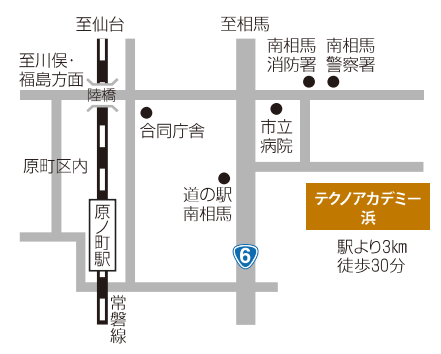 至仙台
至相馬
南相馬
消防署
南相馬
警察署
至川俣・
福島方面
陸橋
合同庁舎
市立
病院
原町区内
道の駅
南相馬
テクノアカデミー
浜
原ノ町駅
6
駅より3km
徒歩30分
常磐線